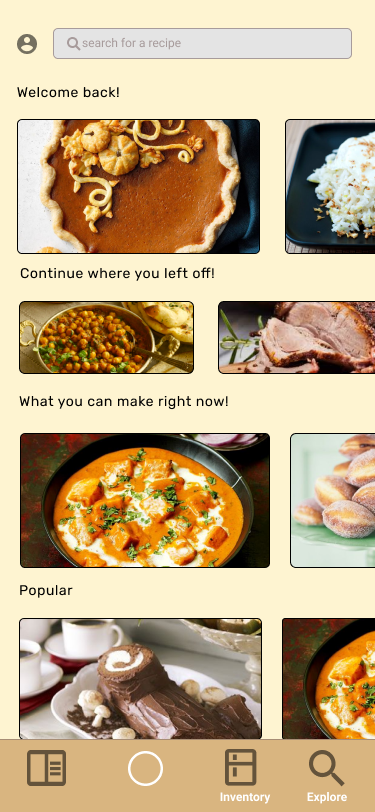 search for a recipe
Welcome back!
Continue where you left off!
What you can make right now!
Popular
Inventory
Explore